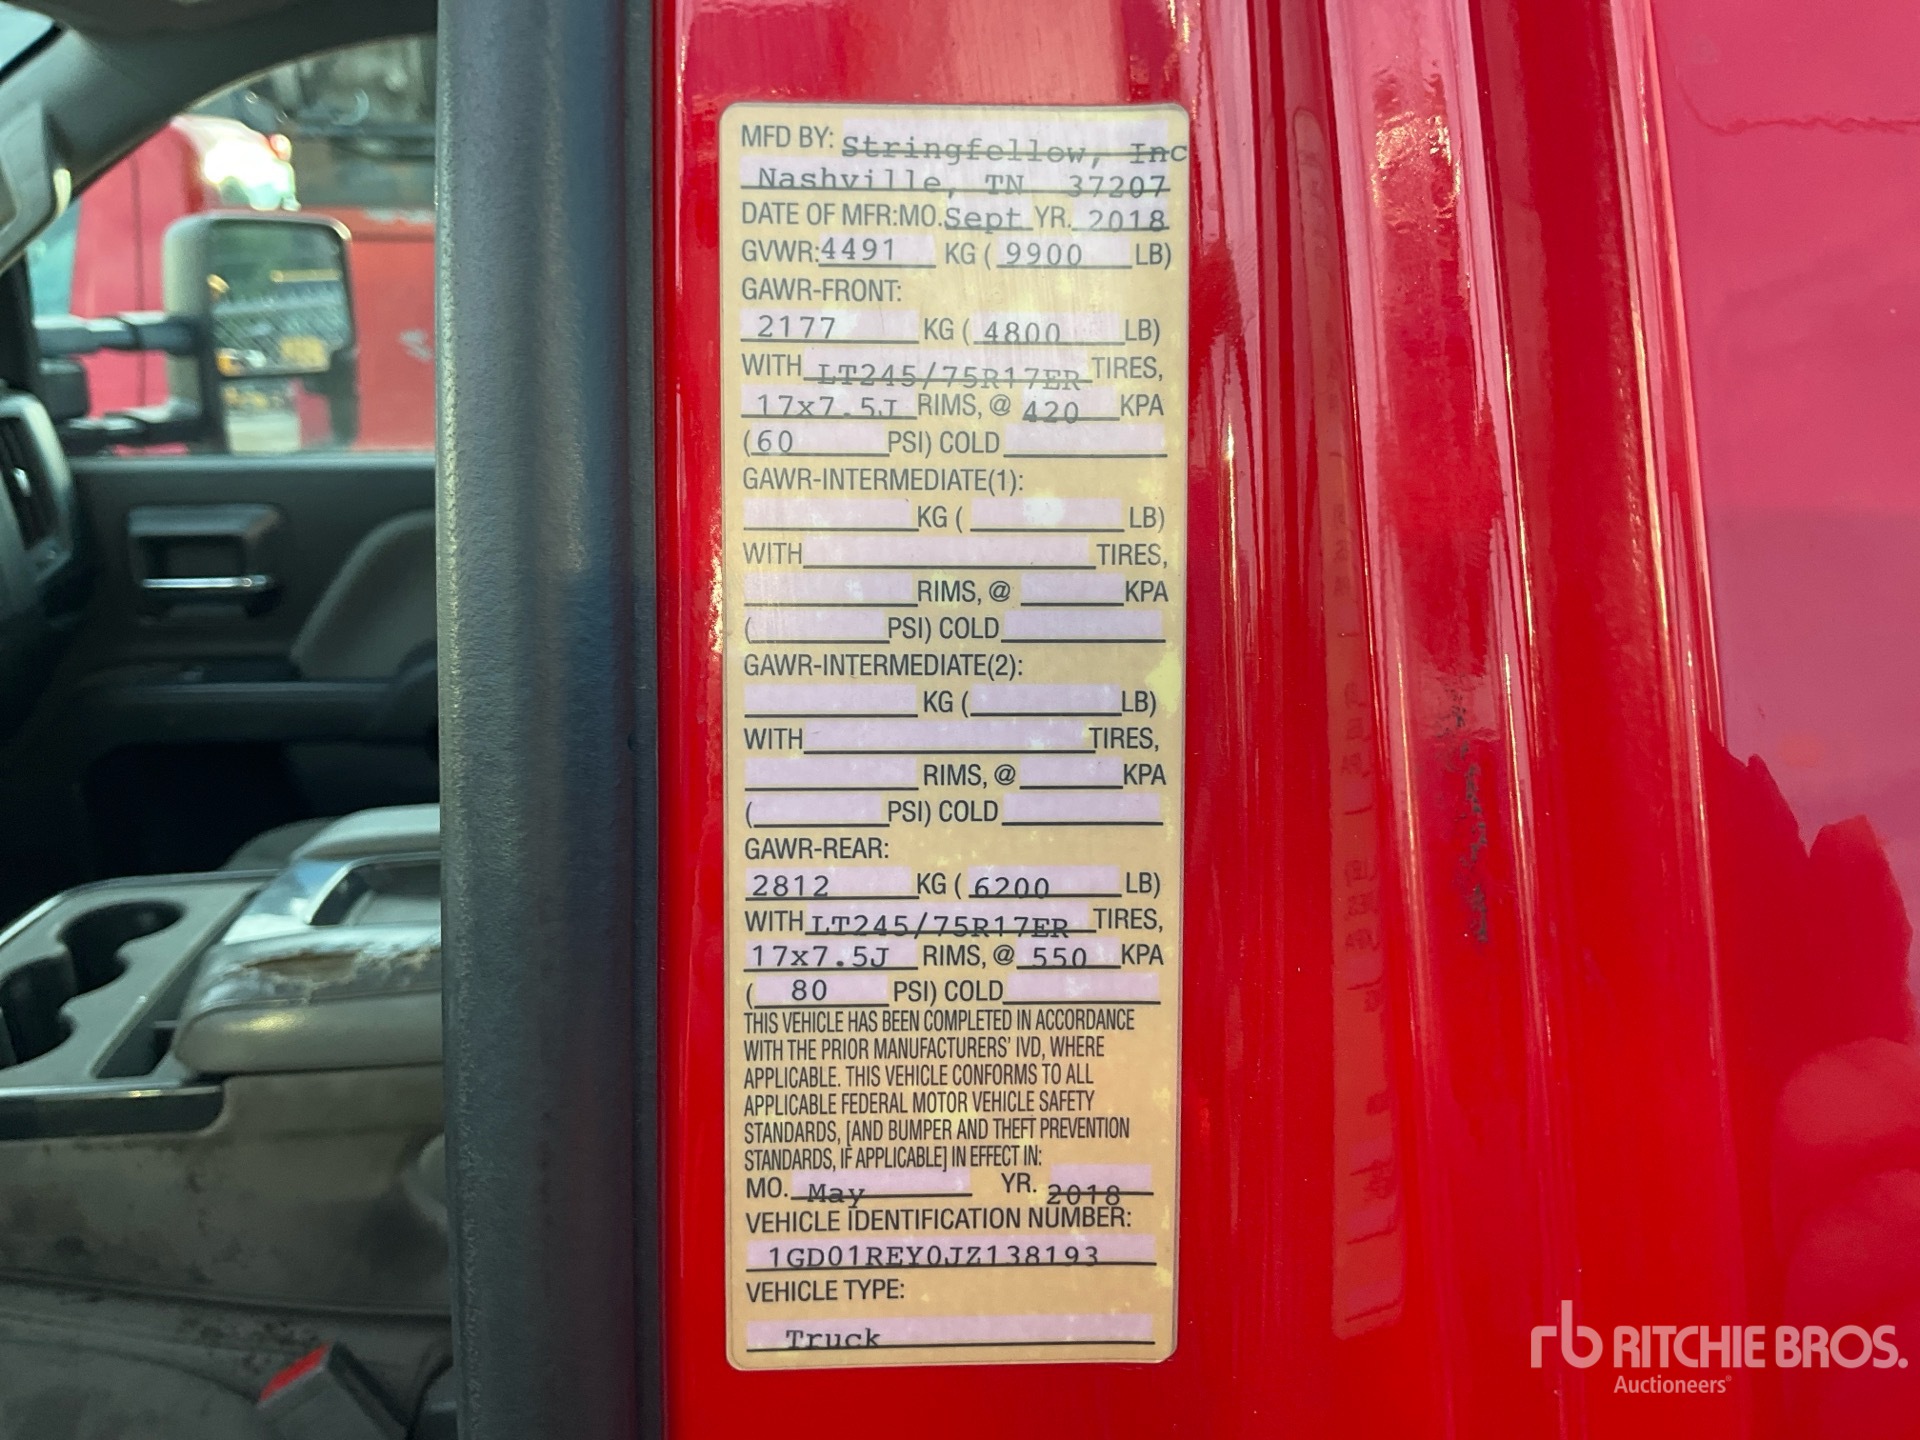 MFD BY: Stringfellow, Inc
Nashville, TN 37207
DATE OF MFR:MO. Sept YR. 2018
GVWR: 4491 KG ( 9900 LB)
GAWR-FRONT:
2177 KG ( 4800 LB)
WITH LT245/75R17ER TIRES,
17x7.5J RIMS, @ 420 KPA
(60 PSI) COLD
GAWR-INTERMEDIATE(1):
KG ( LB)
WITH TIRES,
RIMS, @ KPA
( PSI) COLD
GAWR-INTERMEDIATE(2):
KG ( LB)
WITH TIRES,
RIMS, @ KPA
( PSI) COLD
GAWR-REAR:
2812 KG ( 6200 LB)
WITH LT245/75R17ER TIRES,
17x7.5J RIMS, @ 550 KPA
( 80 PSI) COLD
THIS VEHICLE HAS BEEN COMPLETED IN ACCORDANCE
WITH THE PRIOR MANUFACTURERS' IVD, WHERE
APPLICABLE. THIS VEHICLE CONFORMS TO ALL
APPLICABLE FEDERAL MOTOR VEHICLE SAFETY
STANDARDS, [AND BUMPER AND THEFT PREVENTION
STANDARDS, IF APPLICABLE] IN EFFECT IN:
MO. May YR. 2018
VEHICLE IDENTIFICATION NUMBER:
1GD01REY0JZ138193
VEHICLE TYPE:
Truck
rb RITCHIE BROS.
Auctioneers